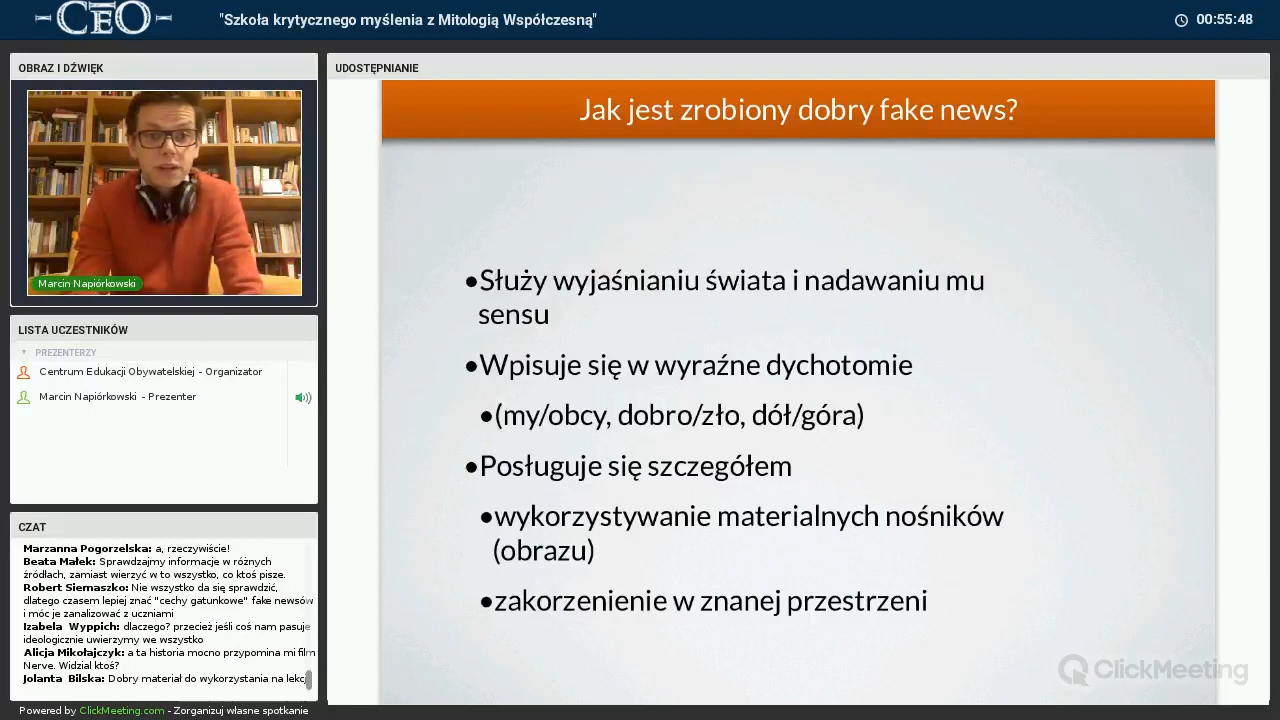 CEO
"Szkoła krytycznego myślenia z Mitologią Współczesną"
00:55:48
OBRAZ I DŹWIĘK
Marcin Napiórkowski
LISTA UCZESTNIKÓW
PREZENTERZY
Centrum Edukacji Obywatelskiej - Organizator
Marcin Napiórkowski - Prezenter
CZAT
Marzanna Pogorzelska: a, rzeczywiście!
Beata Małek: Sprawdzajmy informacje w różnych
źródłach, zamiast wierzyć w to wszystko, co ktoś pisze.
Robert Siemaszko: Nie wszystko da się sprawdzić,
dlatego czasem lepiej znać "cechy gatunkowe" fake newsów
i móc je zanalizować z uczniami
Izabela Wyppich: dlaczego? przecież jeśli coś nam pasuje
ideologicznie uwierzymy we wszystko
Alicja Mikołajczyk: a ta historia mocno przypomina mi film
Nerve. Widzial ktoś?
Jolanta Bilska: Dobry materiał do wykorzystania na lekc
Powered by ClickMeeting.com - Zorganizuj własne spotkanie
UDOSTĘPNIANIE
Jak jest zrobiony dobry fake news?
•Służy wyjaśnianiu świata i nadawaniu mu
sensu
•Wpisuje się w wyraźne dychotomie
•(my/obcy, dobro/zło, dół/góra)
•Posługuje się szczegółem
•wykorzystywanie materialnych nośników
(obrazu)
•zakorzenienie w znanej przestrzeni
ClickMeeting